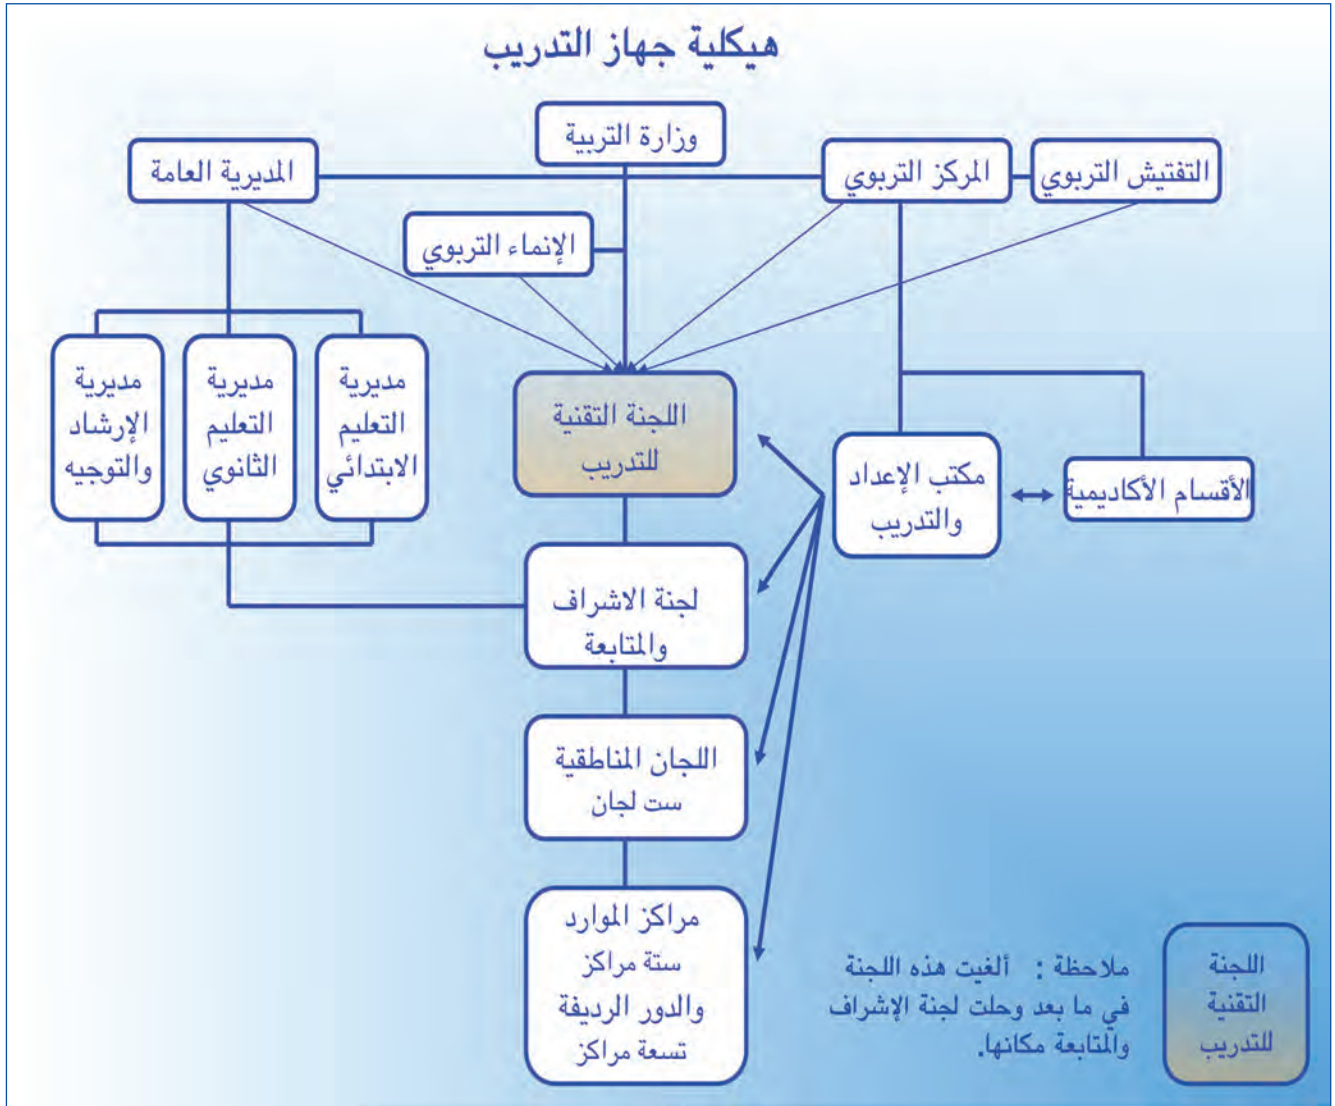 هيكلية جهاز التدريب
وزارة التربية
التفتيش التربوي
المركز التربوي
المديرية العامة
الإنماء التربوي
مديرية
التعليم
الابتدائي
مديرية
التعليم
الثانوي
مديرية
الإرشاد
والتوجيه
اللجنة التقنية
للتدريب
الأقسام الأكاديمية
مكتب الإعداد
والتدريب
لجنة الاشراف
والمتابعة
اللجان المناطقية
ست لجان
مراكز الموارد
ستة مراكز
والدور الرديفة
تسعة مراكز
اللجنة
التقنية
للتدريب
ملاحظة : ألغيت هذه اللجنة
في ما بعد وحلت لجنة الإشراف
والمتابعة مكانها.